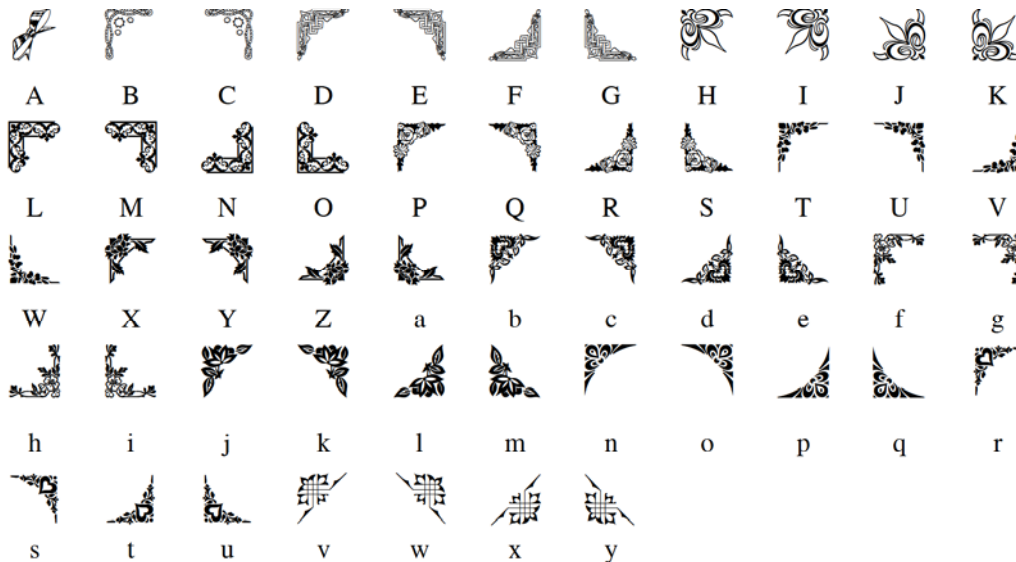 A B C D E F G H I J K
L M N O P Q R S T U V
W X Y Z a b c d e f g
h i j k l m n o p q r
s t u v w x y